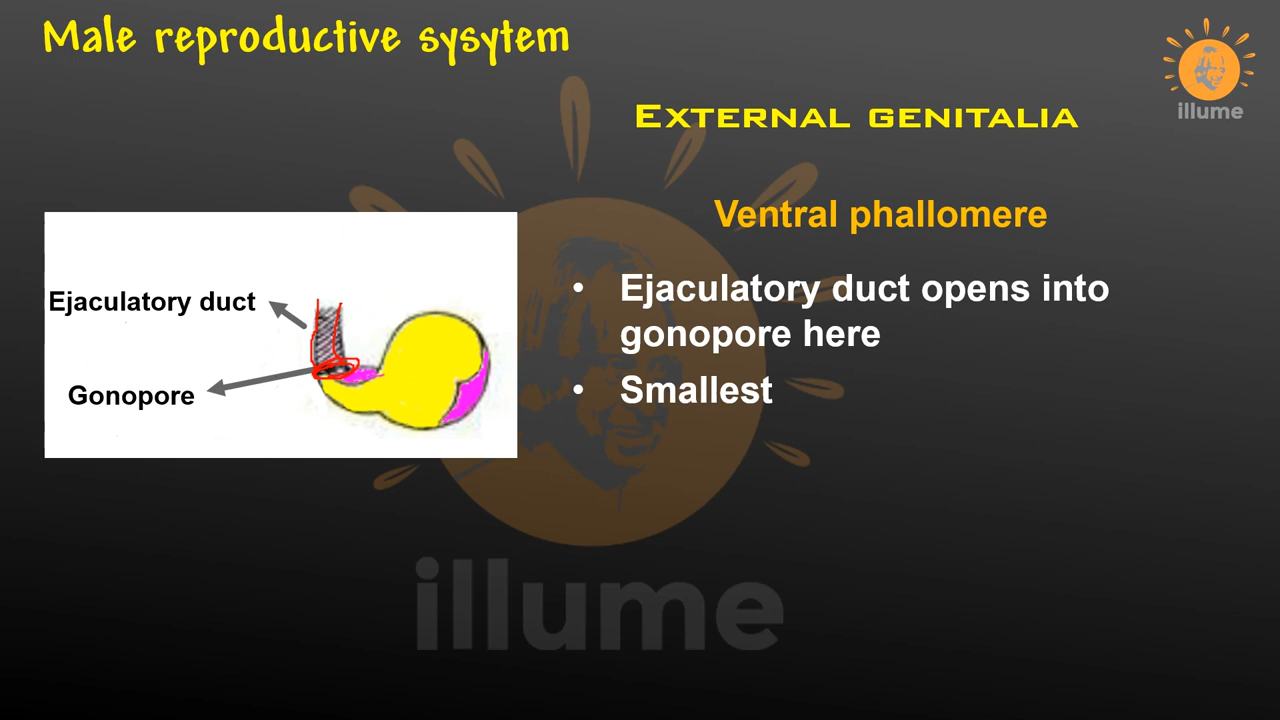 Male reproductive sysytem
illume
External genitalia
Ventral phallomere
• Ejaculatory duct opens into
gonopore here
• Smallest
Ejaculatory duct
Gonopore
illume